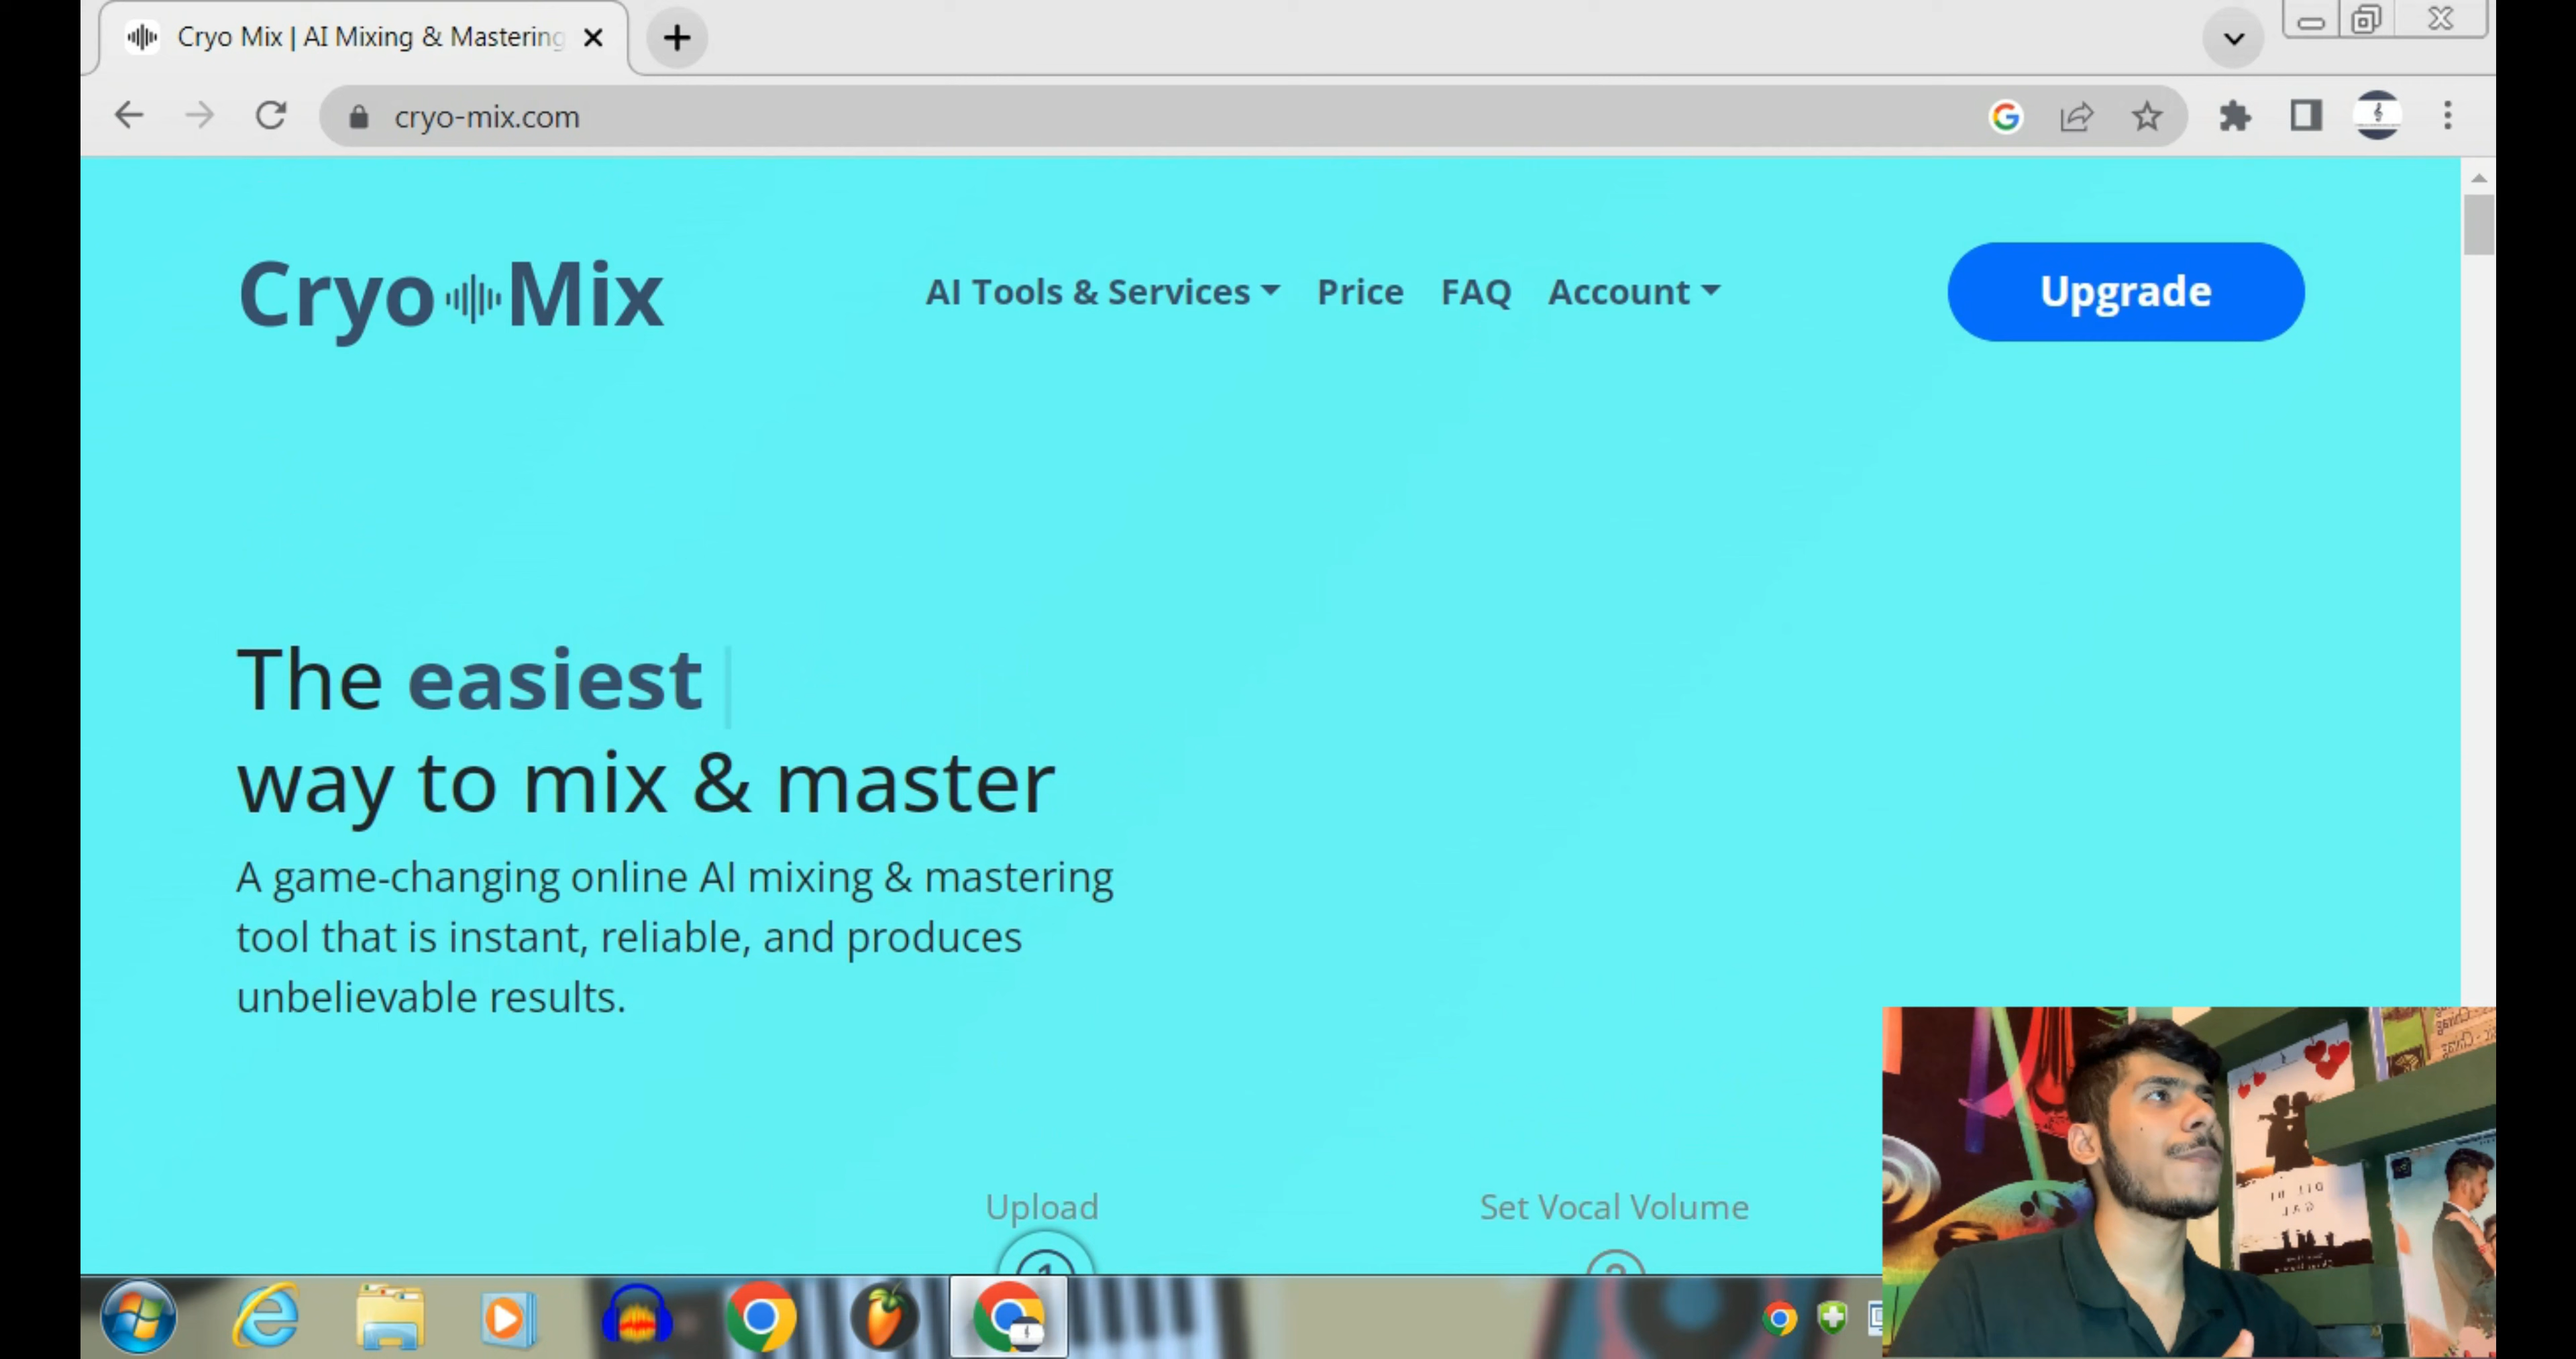 Cryo Mix | AI Mixing & Mastering
cryo-mix.com
Cryo Mix
AI Tools & Services
Price
FAQ
Account
Upgrade
The easiest
way to mix & master
A game-changing online AI mixing & mastering
tool that is instant, reliable, and produces
unbelievable results.
Upload
Set Vocal Volume
1
2